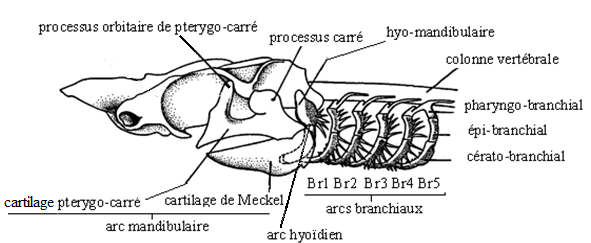 processus orbitaire de pterygo-carré
hyo-mandibulaire
processus carré
colonne vertébrale
pharyngo-branchial
épi-branchial
cérato-branchial
Br1 Br2 Br3 Br4 Br5
cartilage pterygo-carré
cartilage de Meckel
arcs branchiaux
arc mandibulaire
arc hyoïdien